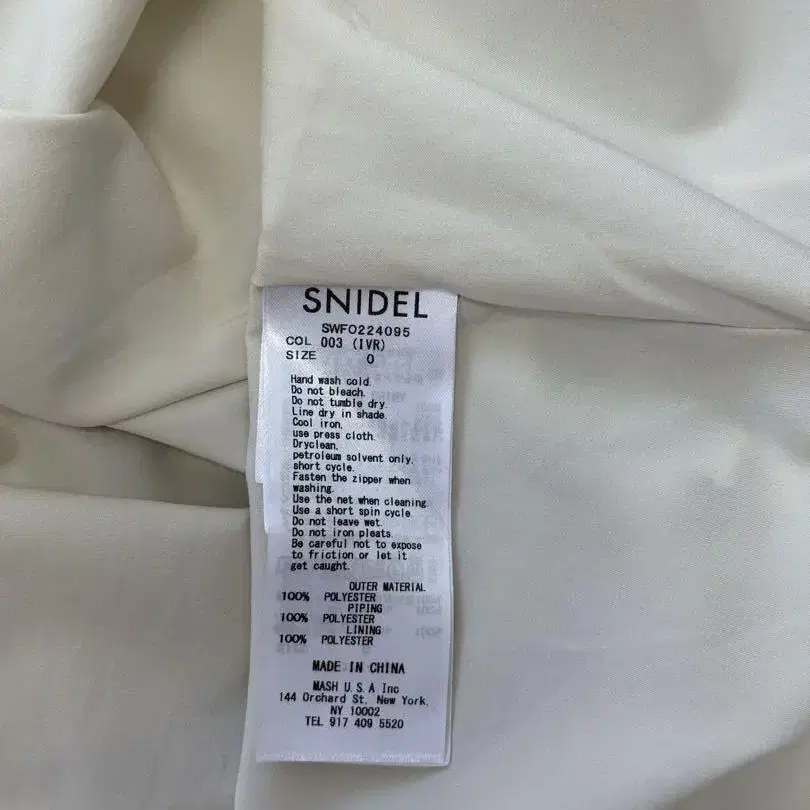 SNIDEL
SWFO224095
COL 003 (IVR)
SIZE 0
Hand wash cold.
Do not bleach.
Do not tumble dry.
Line dry in shade.
Cool iron.
use press cloth.
Dryclean.
petroleum solvent only.
short cycle.
Fasten the zipper when
washing.
Use the net when cleaning.
Use a short spin cycle.
Do not leave wet.
Do not iron pleats.
Be careful not to expose
to friction or let it
get caught.
OUTER MATERIAL
100% POLYESTER
PIPING
100% POLYESTER
LINING
100% POLYESTER
MADE IN CHINA
MASH U.S.A Inc
144 Orchard St, New York,
NY 10002
TEL 917 409 5520